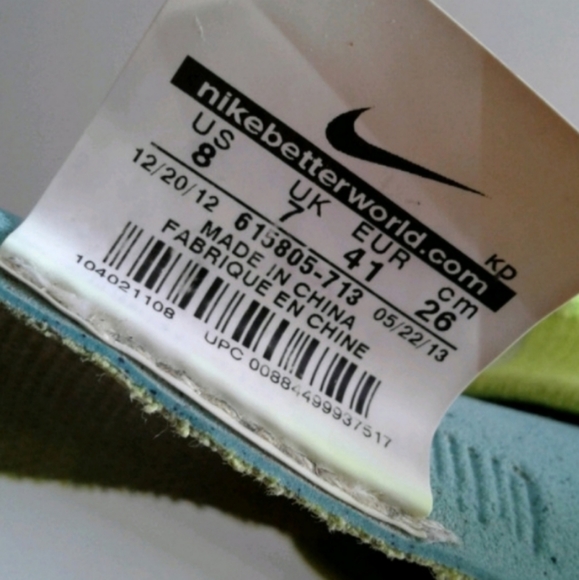 nikebetterworld.com
KD
US UK EUR cm
8 7 41 26
12/20/12 615805-713 05/22/13
MADE IN CHINA
FABRIQUE EN CHINE
104021108
UPC 00884499937517